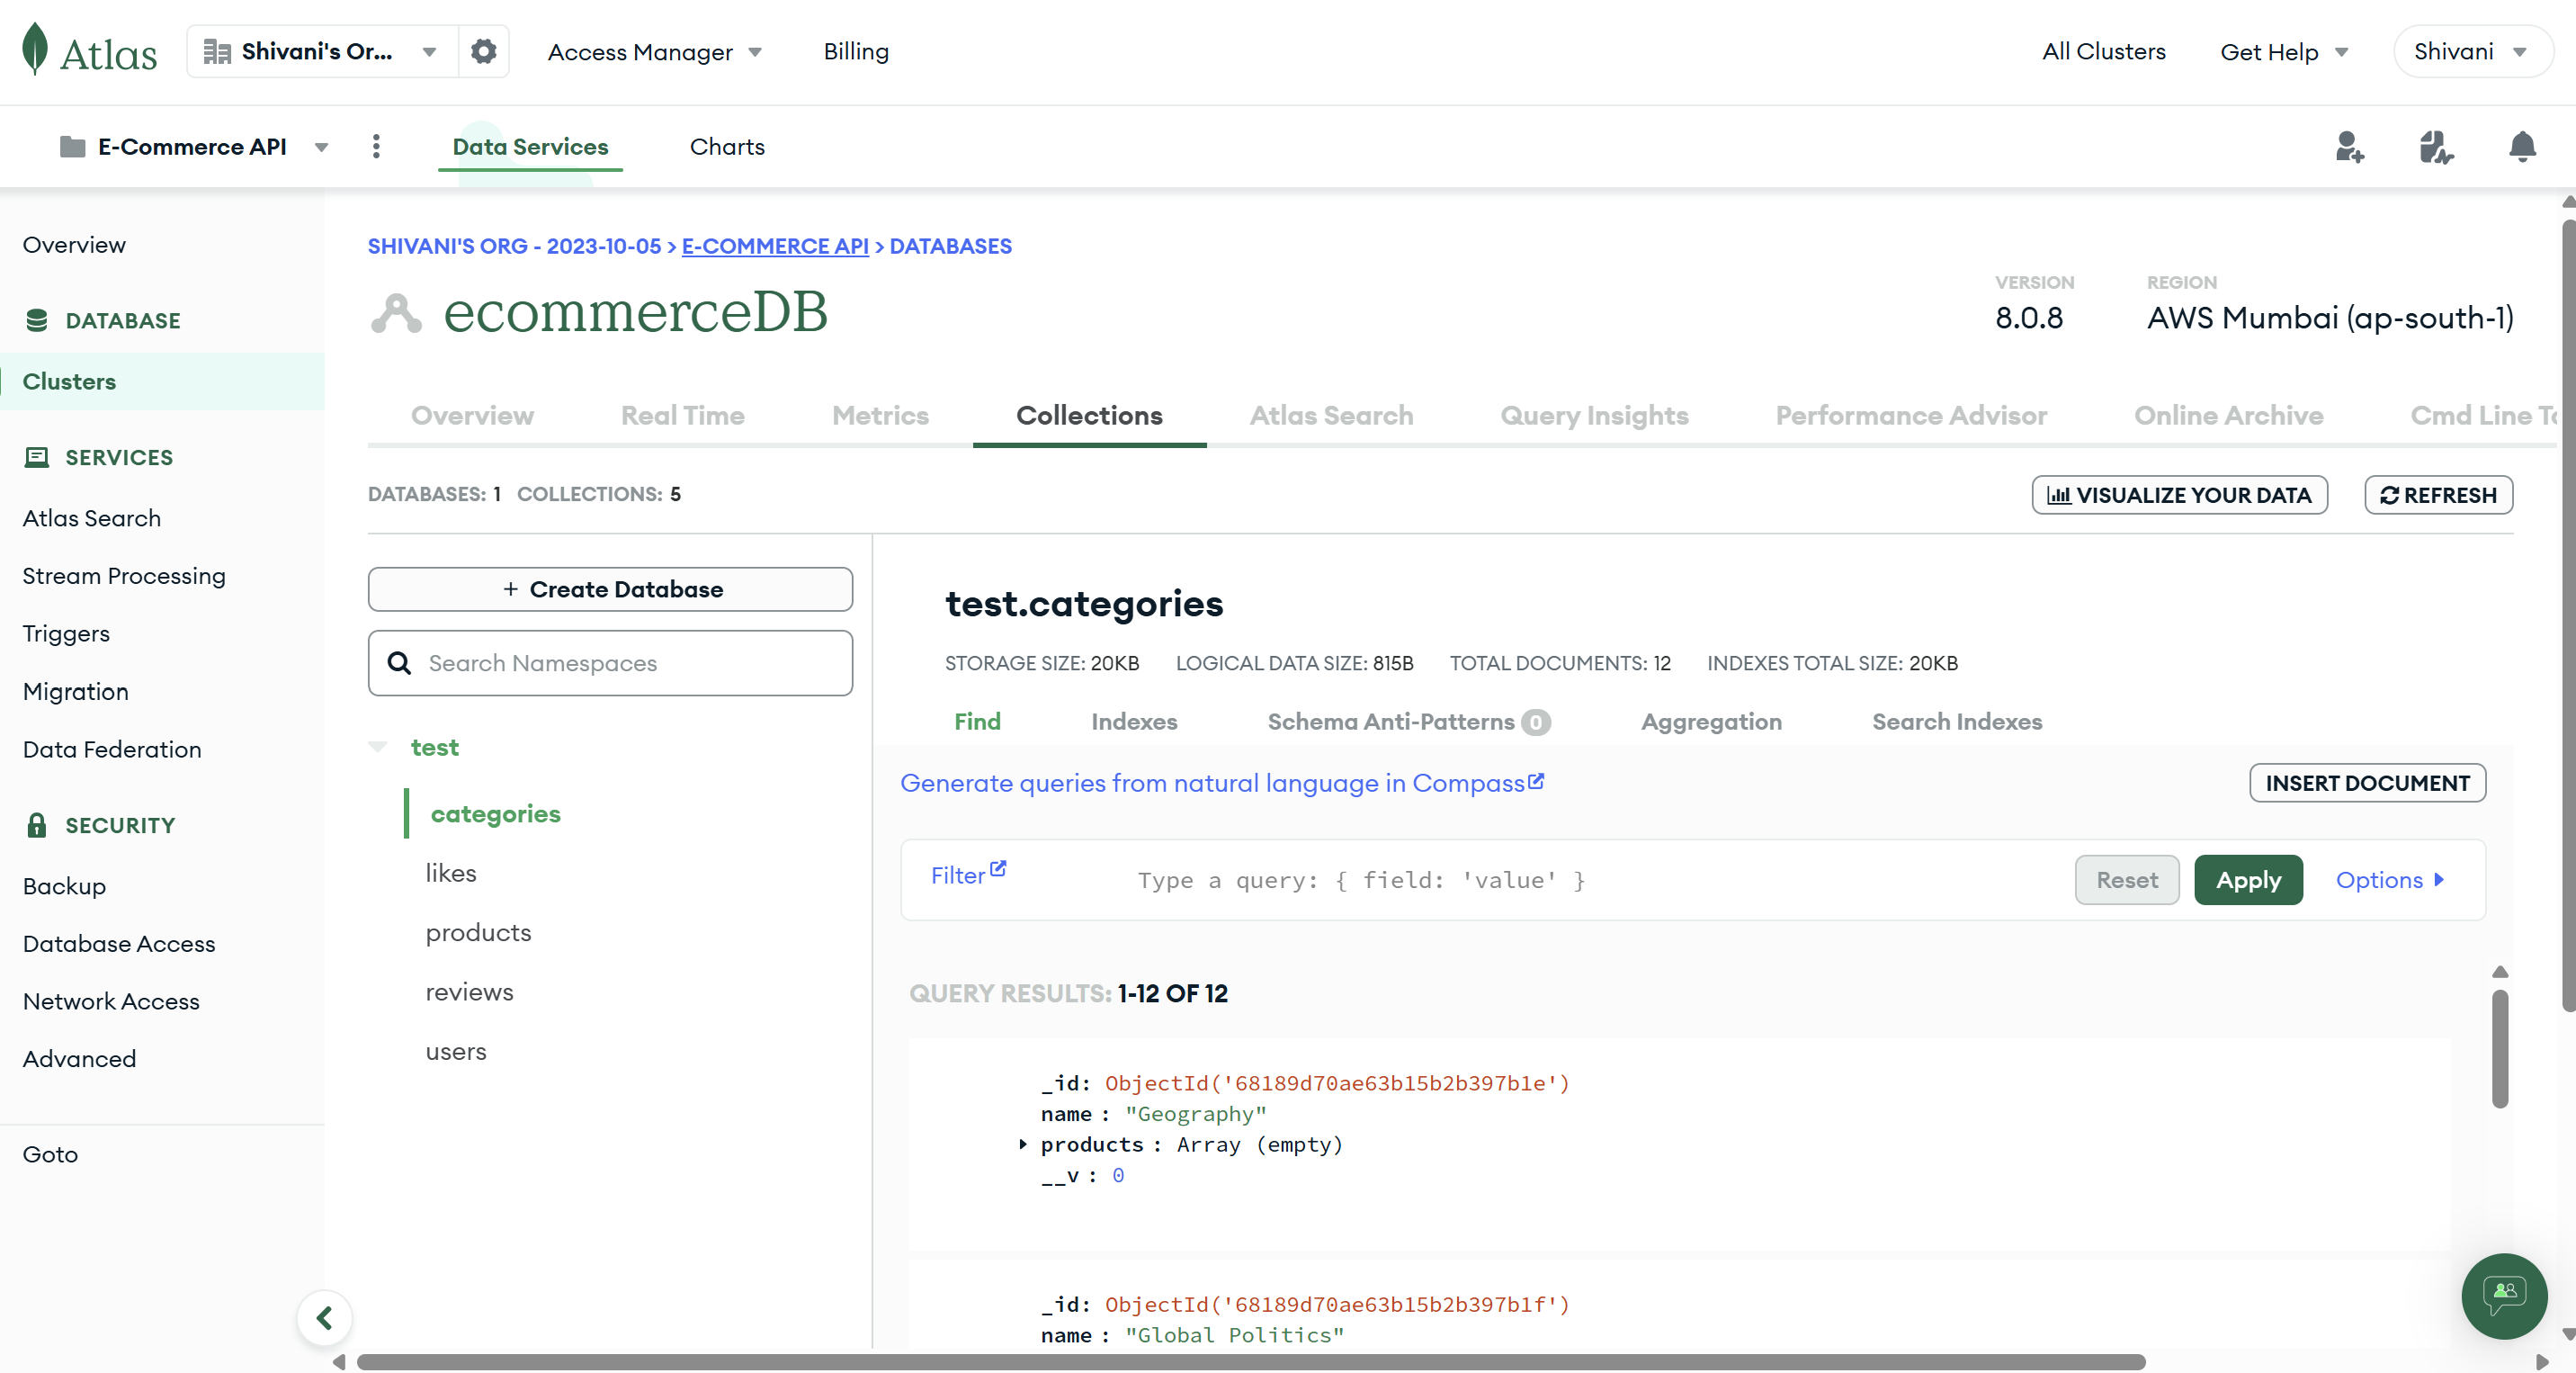 Atlas
Shivani's Or...
Access Manager
Billing
All Clusters
Get Help
Shivani
E-Commerce API
Data Services
Charts
Overview
DATABASE
Clusters
SERVICES
Atlas Search
Stream Processing
Triggers
Migration
Data Federation
SECURITY
Backup
Database Access
Network Access
Advanced
Goto
SHIVANI'S ORG - 2023-10-05 > E-COMMERCE API > DATABASES
ecommerceDB
VERSION
8.0.8
REGION
AWS Mumbai (ap-south-1)
Overview
Real Time
Metrics
Collections
Atlas Search
Query Insights
Performance Advisor
Online Archive
Cmd Line
DATABASES: 1 COLLECTIONS: 5
VISUALIZE YOUR DATA
REFRESH
+ Create Database
Search Namespaces
test
categories
likes
products
reviews
users
test.categories
STORAGE SIZE: 20KB LOGICAL DATA SIZE: 815B TOTAL DOCUMENTS: 12 INDEXES TOTAL SIZE: 20KB
Find
Indexes
Schema Anti-Patterns 0
Aggregation
Search Indexes
Generate queries from natural language in Compass
INSERT DOCUMENT
Filter
Type a query: { field: 'value' }
Reset
Apply
Options
QUERY RESULTS: 1-12 OF 12
_id: ObjectId('68189d70ae63b15b2b397b1e')
name : "Geography"
products : Array (empty)
__v : 0
_id: ObjectId('68189d70ae63b15b2b397b1f')
name : "Global Politics"